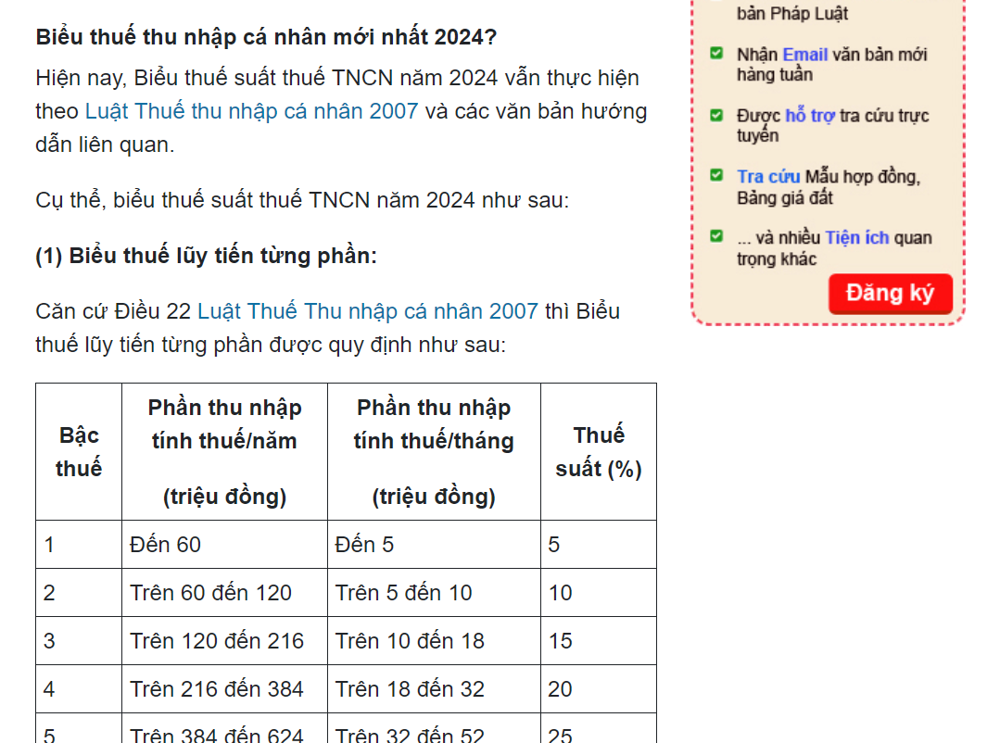 Biểu thuế thu nhập cá nhân mới nhất 2024?
Hiện nay, Biểu thuế suất thuế TNCN năm 2024 vẫn thực hiện
theo Luật Thuế thu nhập cá nhân 2007 và các văn bản hướng
dẫn liên quan.
Cụ thể, biểu thuế suất thuế TNCN năm 2024 như sau:
(1) Biểu thuế lũy tiến từng phần:
Căn cứ Điều 22 Luật Thuế Thu nhập cá nhân 2007 thì Biểu
thuế lũy tiến từng phần được quy định như sau:
Bậc thuế | Phần thu nhập tính thuế/năm (triệu đồng) | Phần thu nhập tính thuế/tháng (triệu đồng) | Thuế suất (%)
1 | Đến 60 | Đến 5 | 5
2 | Trên 60 đến 120 | Trên 5 đến 10 | 10
3 | Trên 120 đến 216 | Trên 10 đến 18 | 15
4 | Trên 216 đến 384 | Trên 18 đến 32 | 20
5 | Trên 384 đến 624 | Trên 32 đến 52 | 25
bản Pháp Luật
Nhận Email văn bản mới
hàng tuần
Được hỗ trợ tra cứu trực
tuyến
Tra cứu Mẫu hợp đồng,
Bảng giá đất
... và nhiều Tiện ích quan
trọng khác
Đăng ký